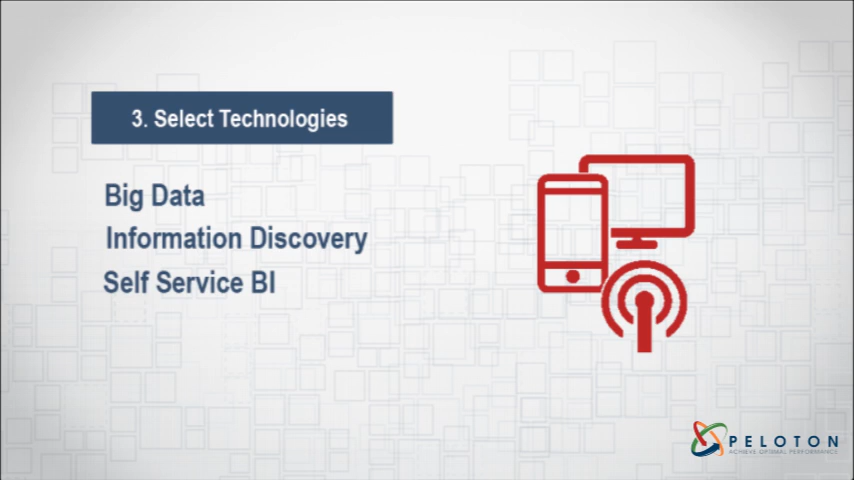 3. Select Technologies
Big Data
Information Discovery
Self Service BI
PELOTON
ACHIEVE OPTIMAL PERFORMANCE